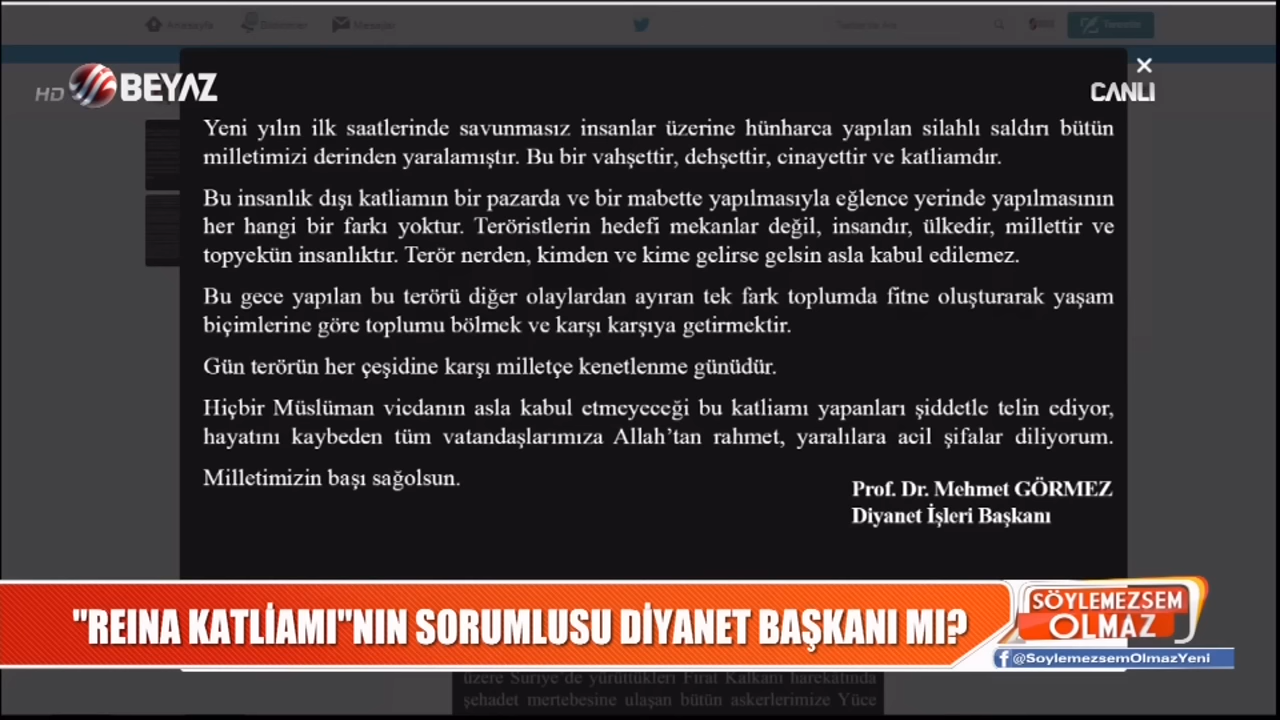 Anasayfa
Mesajlar
HD BEYAZ
CANLI
Yeni yılın ilk saatlerinde savunmasız insanlar üzerine hünharca yapılan silahlı saldırı bütün
milletimizi derinden yaralamıştır. Bu bir vahşettir, dehşettir, cinayettir ve katliamdır.
Bu insanlık dışı katliamın bir pazarda ve bir mabette yapılmasıyla eğlence yerinde yapılmasının
her hangi bir farkı yoktur. Teröristlerin hedefi mekanlar değil, insandır, ülkedir, millettir ve
topyekün insanlıktır. Terör nerden, kimden ve kime gelirse gelsin asla kabul edilemez.
Bu gece yapılan bu terörü diğer olaylardan ayıran tek fark toplumda fitne oluşturarak yaşam
biçimlerine göre toplumu bölmek ve karşı karşıya getirmektir.
Gün terörün her çeşidine karşı milletçe kenetlenme günüdür.
Hiçbir Müslüman vicdanın asla kabul etmeyeceği bu katliamı yapanları şiddetle telin ediyor,
hayatını kaybeden tüm vatandaşlarımıza Allah’tan rahmet, yaralılara acil şifalar diliyorum.
Milletimizin başı sağolsun.
Prof. Dr. Mehmet GÖRMEZ
Diyanet İşleri Başkanı
"REINA KATLİAMI"NIN SORUMLUSU DİYANET BAŞKANI MI?
SÖYLEMEZSEM
OLMAZ
f @SoylemezsemOlmazYeni
üzere Suriye'de yürüttükleri Fırat Kalkanı harekatında
şehadet mertebesine ulaşan bütün askerlerimize Yüce